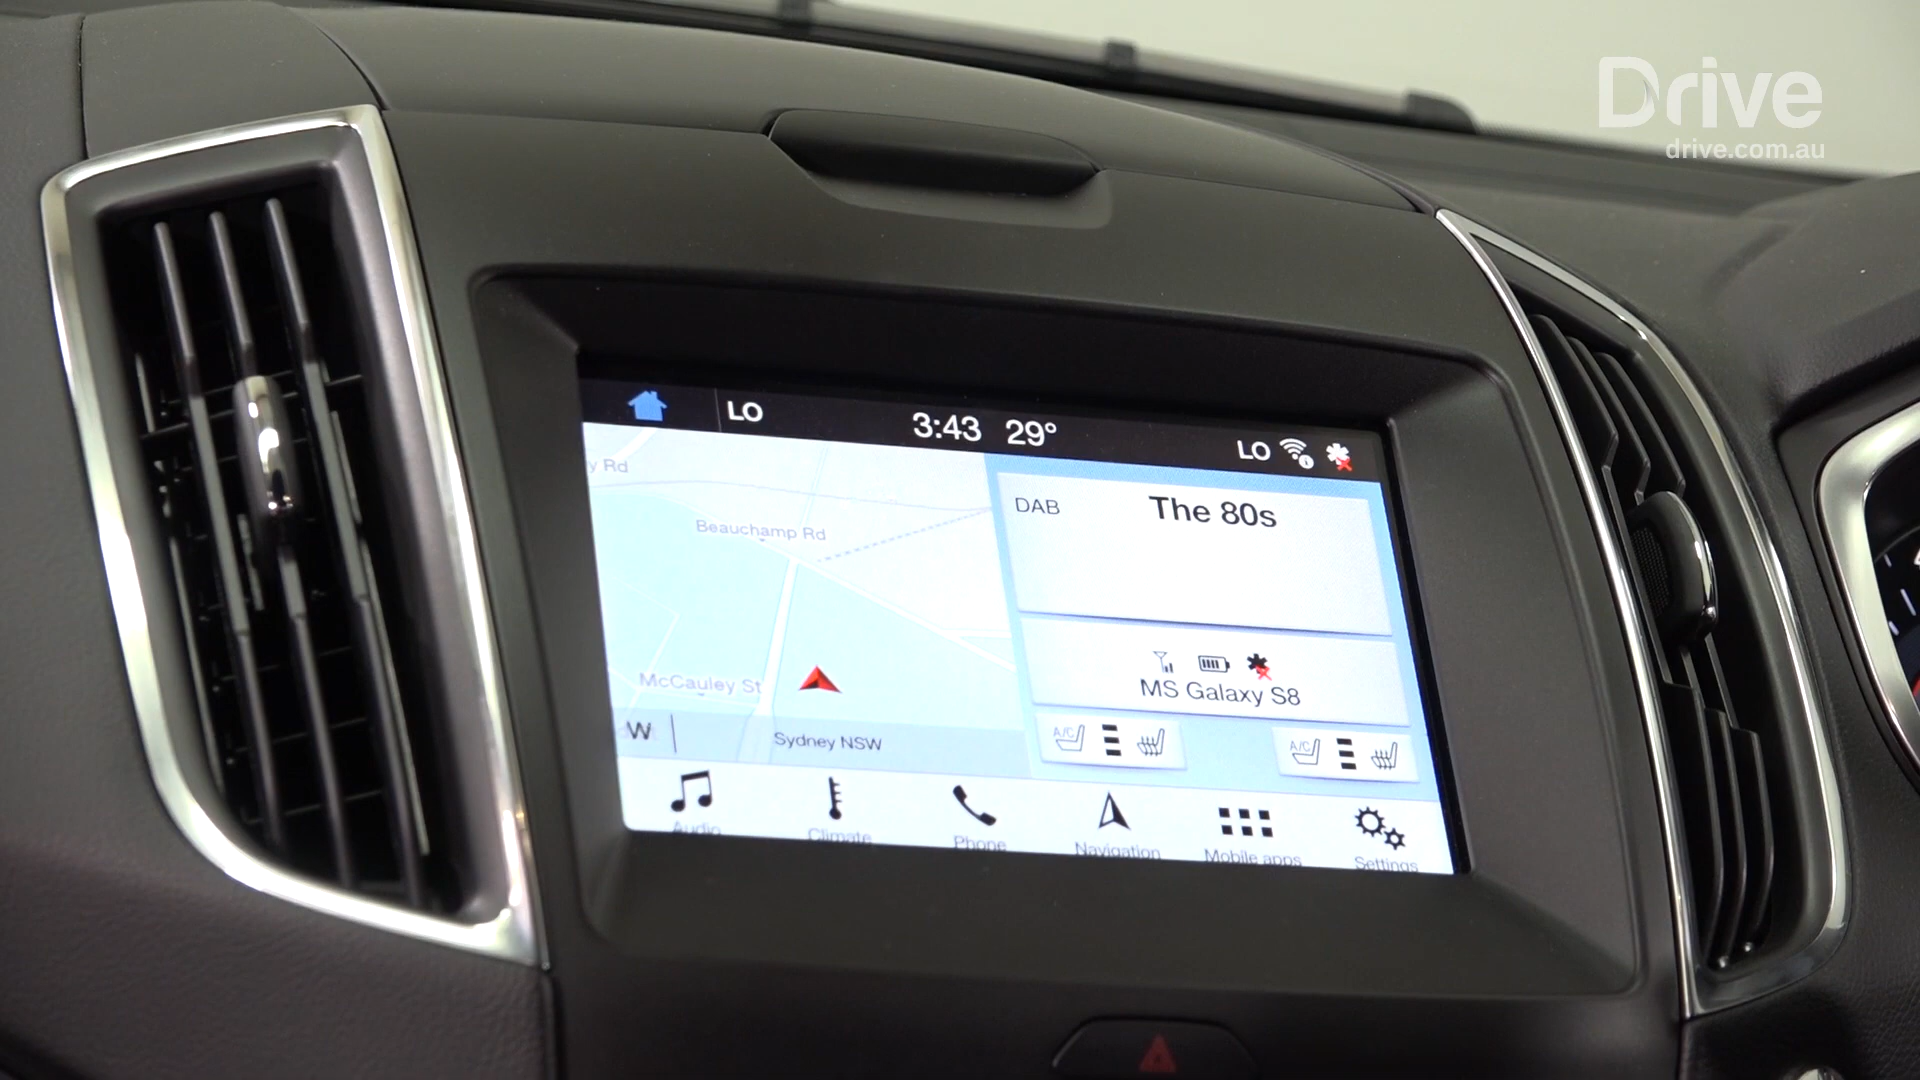 Drive
drive.com.au
LO
3:43 29°
LO
y Rd
DAB
The 80s
Beauchamp Rd
MS Galaxy S8
McCauley St
W
Sydney NSW
A/C
A/C
Audio
Climate
Phone
Navigation
Mobile apps
Settings